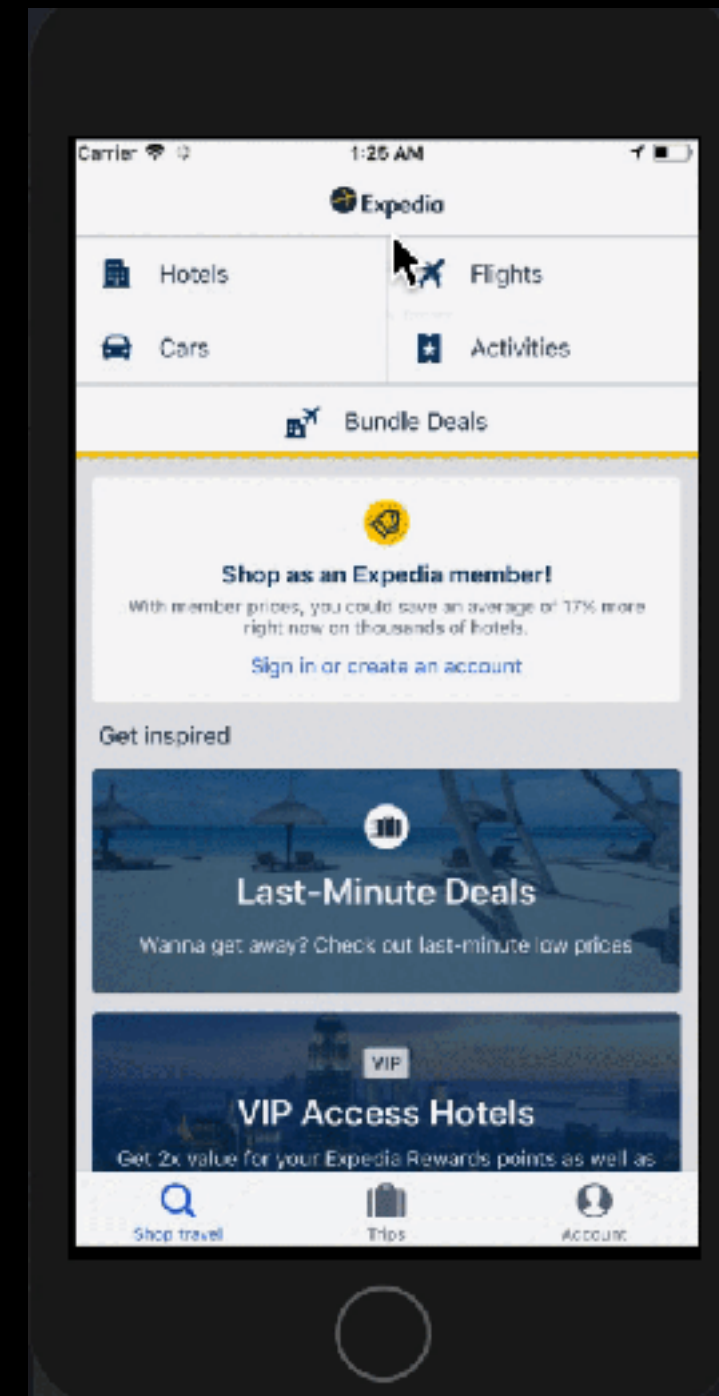 Carrier
1:25 AM
Expedia
Hotels
Flights
Cars
Activities
Bundle Deals
Shop as an Expedia member!
With member prices, you could save an average of 17% more
right now on thousands of hotels.
Sign in or create an account
Get inspired
Last-Minute Deals
Wanna get away? Check out last-minute low prices
VIP
VIP Access Hotels
Get 2x value for your Expedia Rewards points as well as
Shop travel
Trips
Account